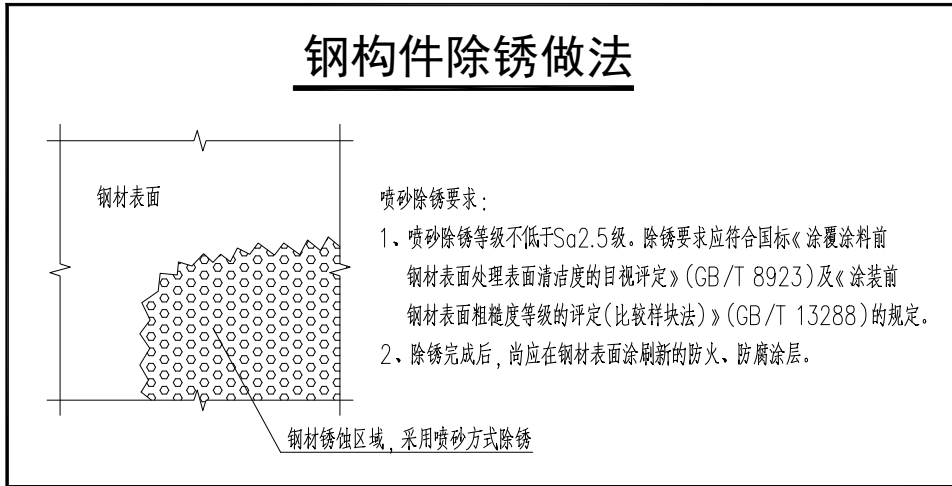 钢构件除锈做法
钢材表面
喷砂除锈要求：
1、喷砂除锈等级不低于Sa2.5级。除锈要求应符合国标《涂覆涂料前
钢材表面处理表面清洁度的目视评定》(GB/T 8923)及《涂装前
钢材表面粗糙度等级的评定(比较样块法)》(GB/T 13288)的规定。
2、除锈完成后,尚应在钢材表面涂刷新的防火、防腐涂层。
钢材锈蚀区域,采用喷砂方式除锈